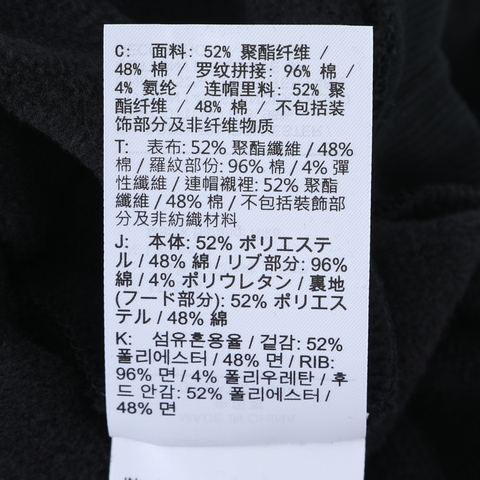 C: 面料: 52% 聚酯纤维 /
48% 棉 / 罗纹拼接: 96% 棉 /
4% 氨纶 / 连帽里料: 52% 聚
酯纤维 / 48% 棉 / 不包括装
饰部分及非纤维物质
T: 表布: 52% 聚酯纖維 / 48%
棉 / 羅紋部份: 96% 棉 / 4% 彈
性纖維 / 連帽襯裡: 52% 聚酯
纖維 / 48% 棉 / 不包括裝飾部
分及非紡織材料
J: 本体: 52% ポリエステ
ル / 48% 綿 / リブ部分: 96%
綿 / 4% ポリウレタン / 裏地
(フード部分): 52% ポリエス
テル / 48% 綿
K: 섬유혼용율 / 겉감: 52%
폴리에스터 / 48% 면 / RIB:
96% 면 / 4% 폴리우레탄 / 후
드 안감: 52% 폴리에스터 /
48% 면